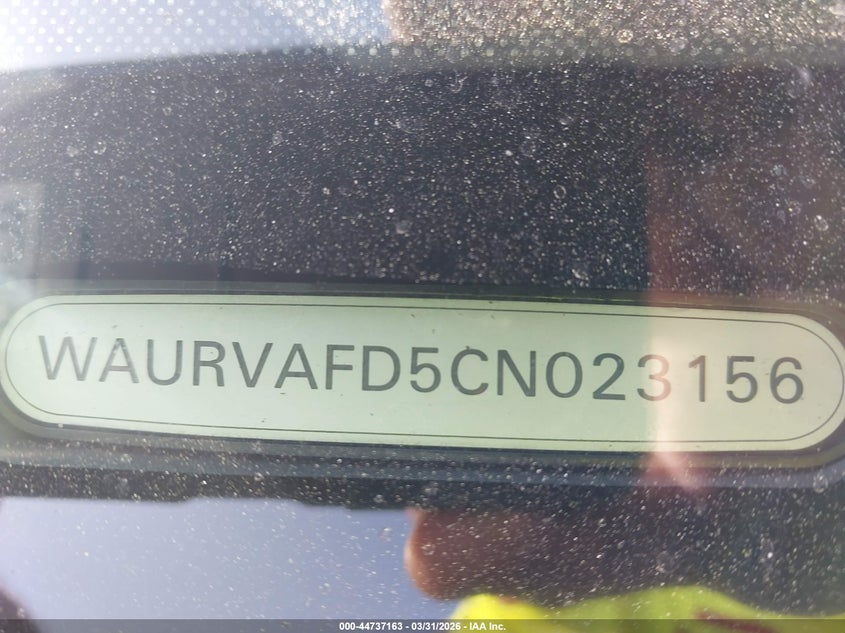 WAURVAFD5CN023156
000-44737163 - 03/31/2026 - IAA Inc.